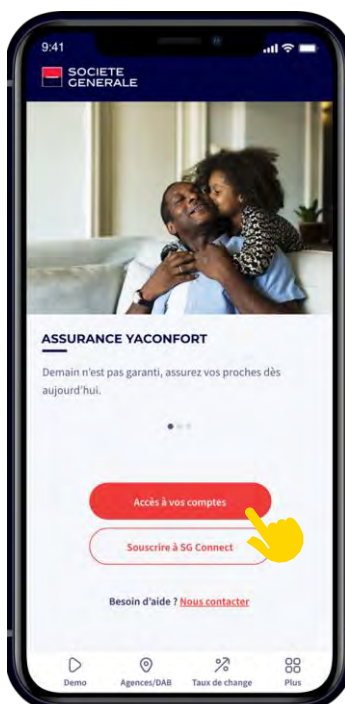 9:41
SOCIETE
GENERALE
ASSURANCE YACONFORT
Demain n'est pas garanti, assurez vos proches dès
aujourd'hui.
Accès à vos comptes
Souscrire à SG Connect
Besoin d'aide ? Nous contacter
Demo Agences/DAB Taux de change Plus